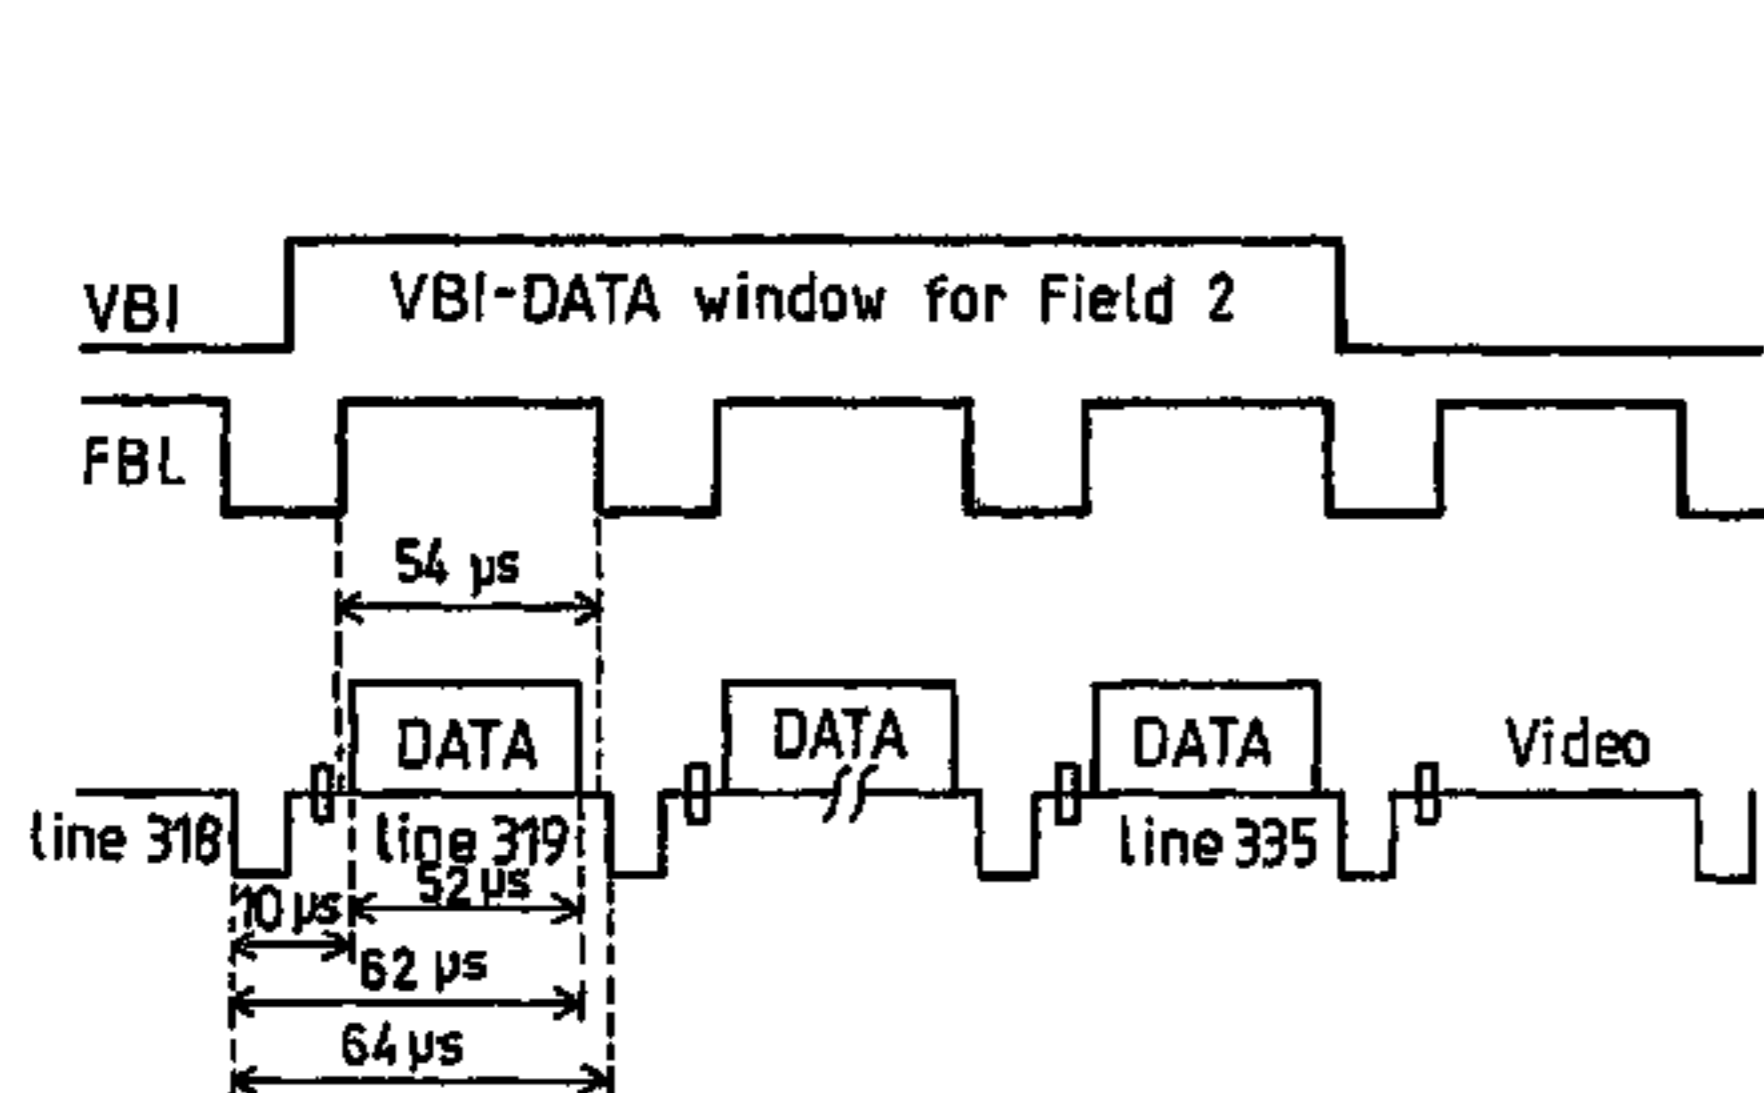 VBI
VBI-DATA window for Field 2
FBL
54 µs
DATA
DATA
DATA
Video
line 318
line 319
line 335
52 µs
10 µs
62 µs
64 µs